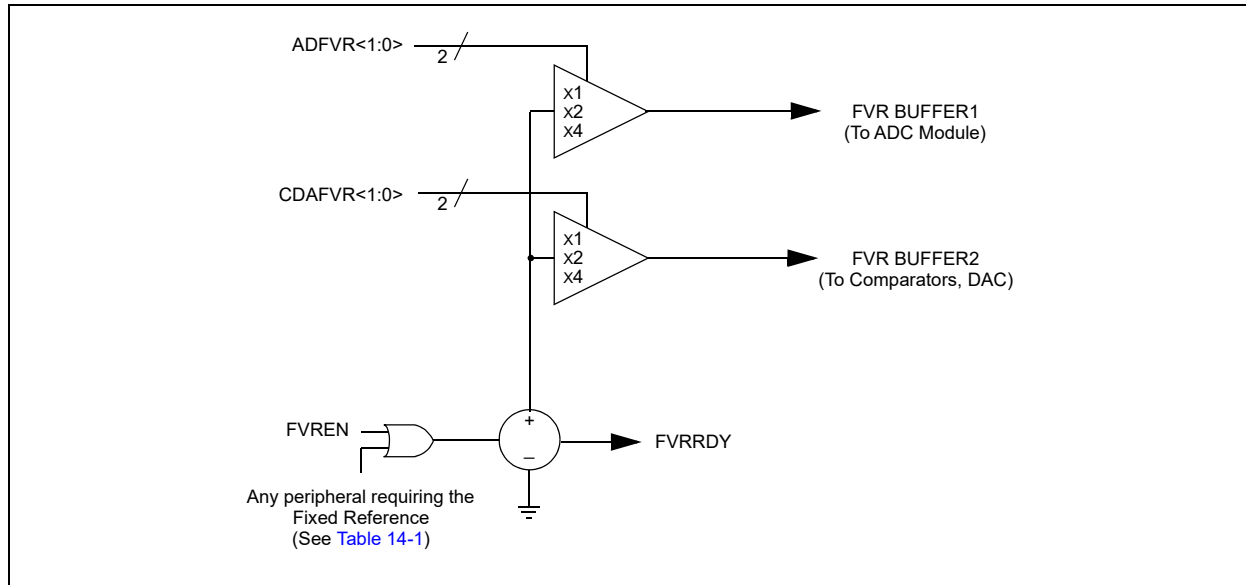 ADFVR<1:0>
2
X1
X2
X4
FVR BUFFER1
(To ADC Module)
CDAFVR<1:0>
2
X1
X2
X4
FVR BUFFER2
(To Comparators, DAC)
FVREN
+
–
FVRRDY
Any peripheral requiring the
Fixed Reference
(See Table 14-1)